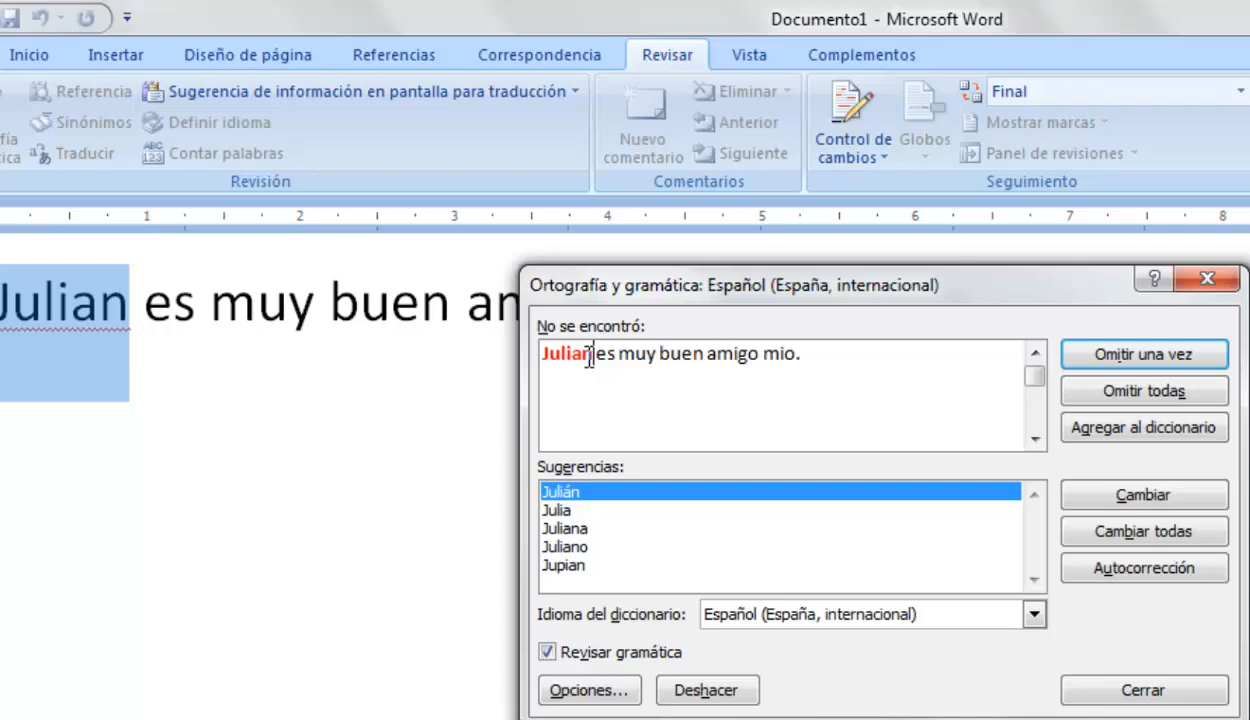 Documento1 - Microsoft Word
Inicio Insertar Diseño de página Referencias Correspondencia Revisar Vista Complementos
Referencia Sugerencia de información en pantalla para traducción Eliminar Final
Sinónimos Definir idioma Anterior Mostrar marcas
Traducir ABC 123 Contar palabras Nuevo comentario Siguiente Control de cambios Globos Panel de revisiones
Revisión Comentarios Seguimiento
1 2 3 4 5 6 7 8
Julian es muy buen am
Ortografía y gramática: Español (España, internacional)
No se encontró:
Julian es muy buen amigo mio.
Omitir una vez
Omitir todas
Agregar al diccionario
Sugerencias:
Julián
Julia
Juliana
Juliano
Jupian
Cambiar
Cambiar todas
Autocorrección
Idioma del diccionario: Español (España, internacional)
Revisar gramática
Opciones... Deshacer Cerrar